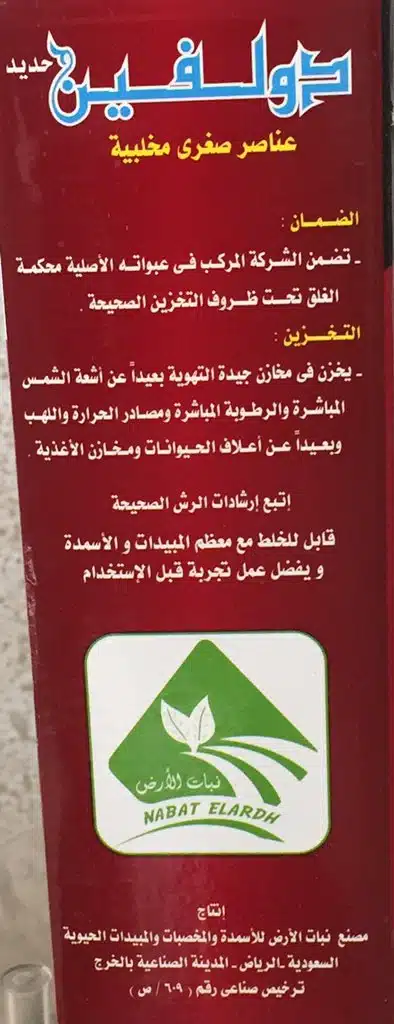 دولفين حديد
عناصر صغرى مخلبية
الضمان :
ـ تضمن الشركة المركب فى عبواته الأصلية محكمة
الغلق تحت ظروف التخزين الصحيحة .
التخزين :
ـ يخزن فى مخازن جيدة التهوية بعيداً عن أشعة الشمس
المباشرة والرطوبة المباشرة ومصادر الحرارة واللهب
وبعيداً عن أعلاف الحيوانات ومخازن الأغذية .
إتبع إرشادات الرش الصحيحة
قابل للخلط مع معظم المبيدات و الأسمدة
و يفضل عمل تجربة قبل الإستخدام
نبات الأرض
NABAT ELARDH
إنتاج
مصنع نبات الأرض للأسمدة والمخصبات والمبيدات الحيوية
السعودية ـ الرياض ـ المدينة الصناعية بالخرج
ترخيص صناعى رقم ( ٦٠٩ / ص )